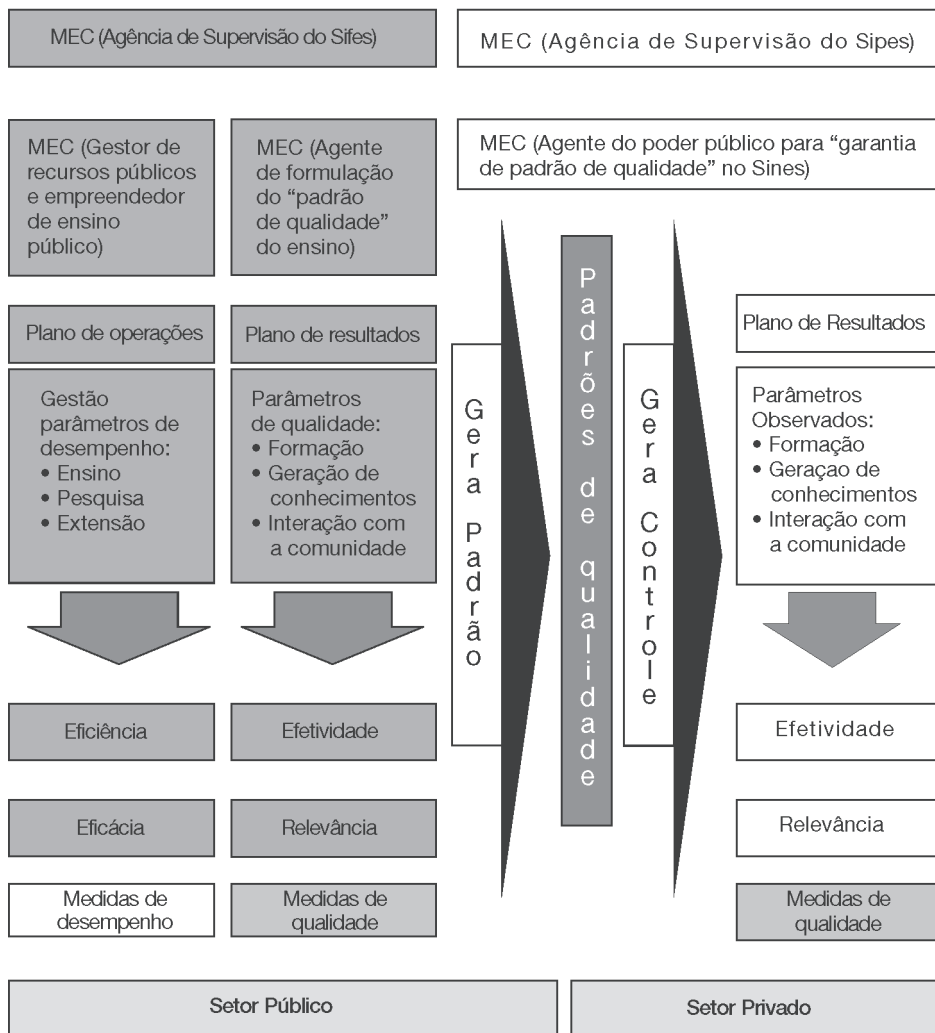 MEC (Agência de Supervisão do Sifes)
MEC (Agência de Supervisão do Sipes)
MEC (Gestor de
recursos públicos
e empreendedor
de ensino
público)
MEC (Agente
de formulação
do “padrão
de qualidade”
do ensino)
MEC (Agente do poder público para “garantia
de padrão de qualidade” no Sines)
Plano de operações
Plano de resultados
Gestão
parâmetros de
desempenho:
• Ensino
• Pesquisa
• Extensão
Parâmetros
de qualidade:
• Formação
• Geração de
conhecimentos
• Interação com
a comunidade
Gera Padrão
Padrões de qualidade
Gera Controle
Plano de Resultados
Parâmetros
Observados:
• Formação
• Geraçao de
conhecimentos
• Interação com
a comunidade
Eficiência
Efetividade
Efetividade
Eficácia
Relevância
Relevância
Medidas de
desempenho
Medidas de
qualidade
Medidas de
qualidade
Setor Público
Setor Privado